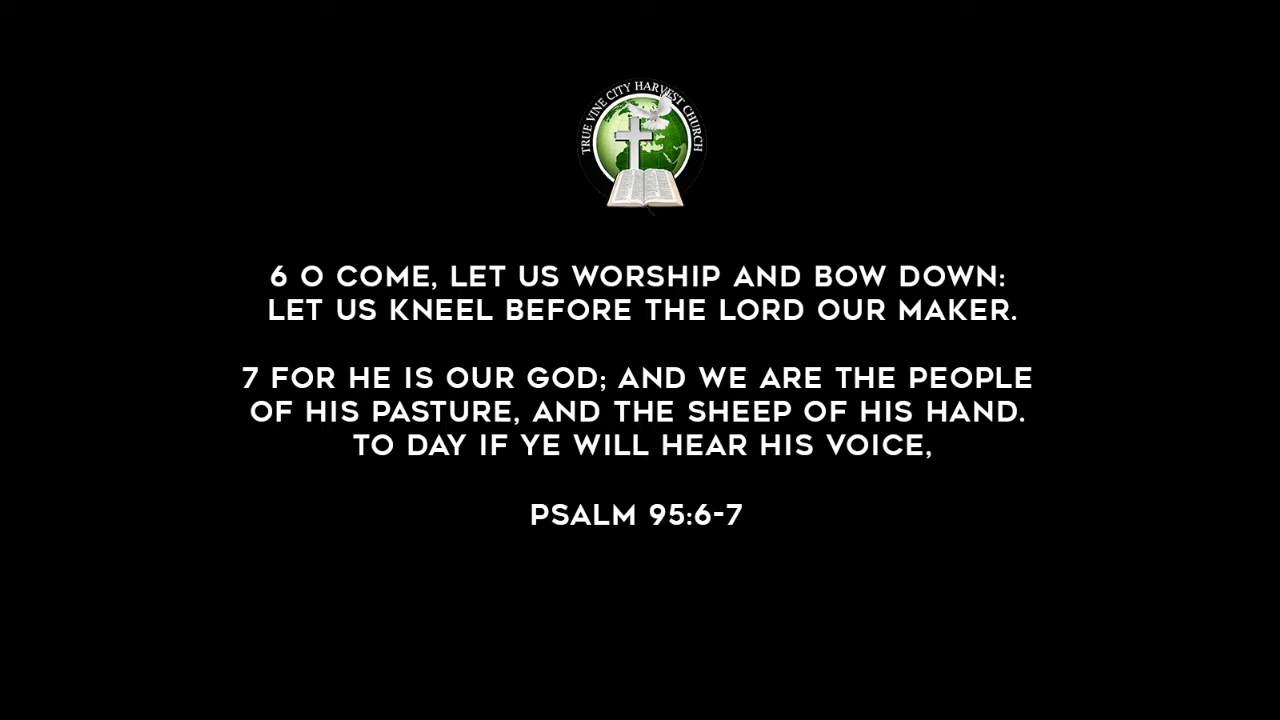 TRUE VINE CITY HARVEST CHURCH
6 O COME, LET US WORSHIP AND BOW DOWN:
LET US KNEEL BEFORE THE LORD OUR MAKER.
7 FOR HE IS OUR GOD; AND WE ARE THE PEOPLE
OF HIS PASTURE, AND THE SHEEP OF HIS HAND.
TO DAY IF YE WILL HEAR HIS VOICE,
PSALM 95:6-7